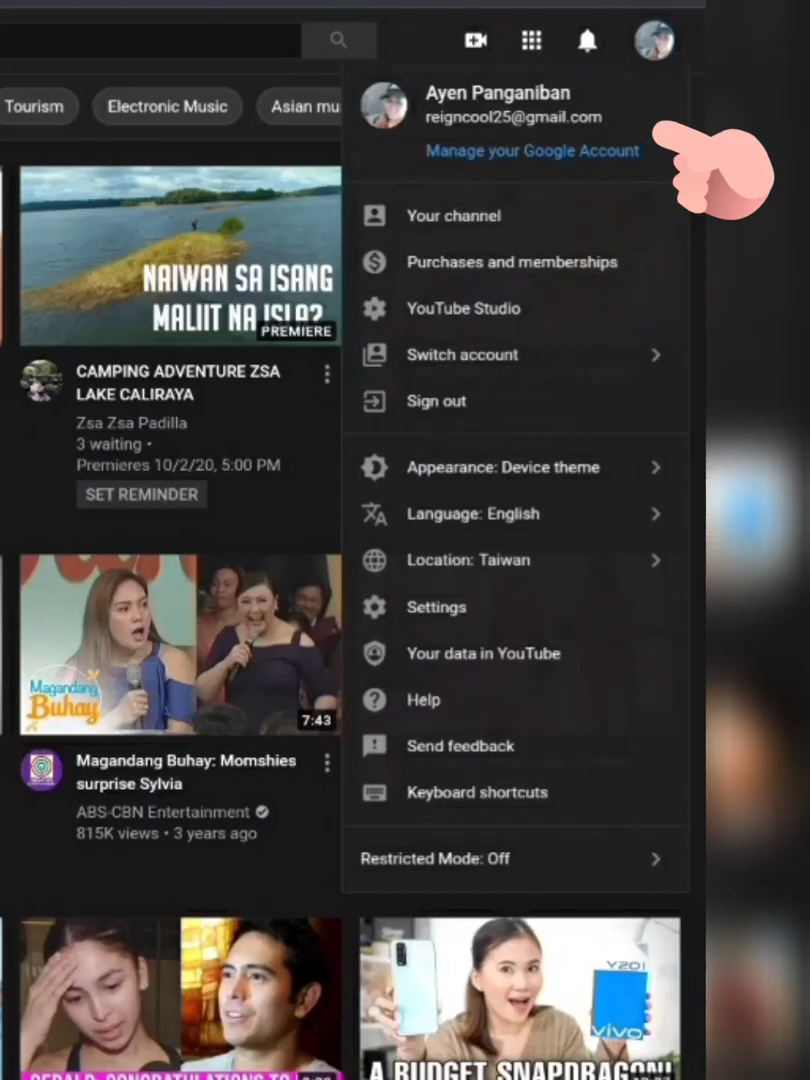 Tourism
Electronic Music
Asian mu
Ayen Panganiban
reigncool25@gmail.com
Manage your Google Account
Your channel
Purchases and memberships
YouTube Studio
Switch account
Sign out
Appearance: Device theme
Language: English
Location: Taiwan
Settings
Your data in YouTube
Help
Send feedback
Keyboard shortcuts
Restricted Mode: Off
NAIWAN SA ISANG
MALIIT NA ISLA?
PREMIERE
CAMPING ADVENTURE ZSA
LAKE CALIRAYA
Zsa Zsa Padilla
3 waiting •
Premieres 10/2/20, 5:00 PM
SET REMINDER
Magandang
Buhay
7:43
Magandang Buhay: Momshies
surprise Sylvia
ABS-CBN Entertainment
815K views • 3 years ago
GERALD: CONGRATULATIONS TO
Y20i
vivo
A BUDGET SNAPDRAGON!